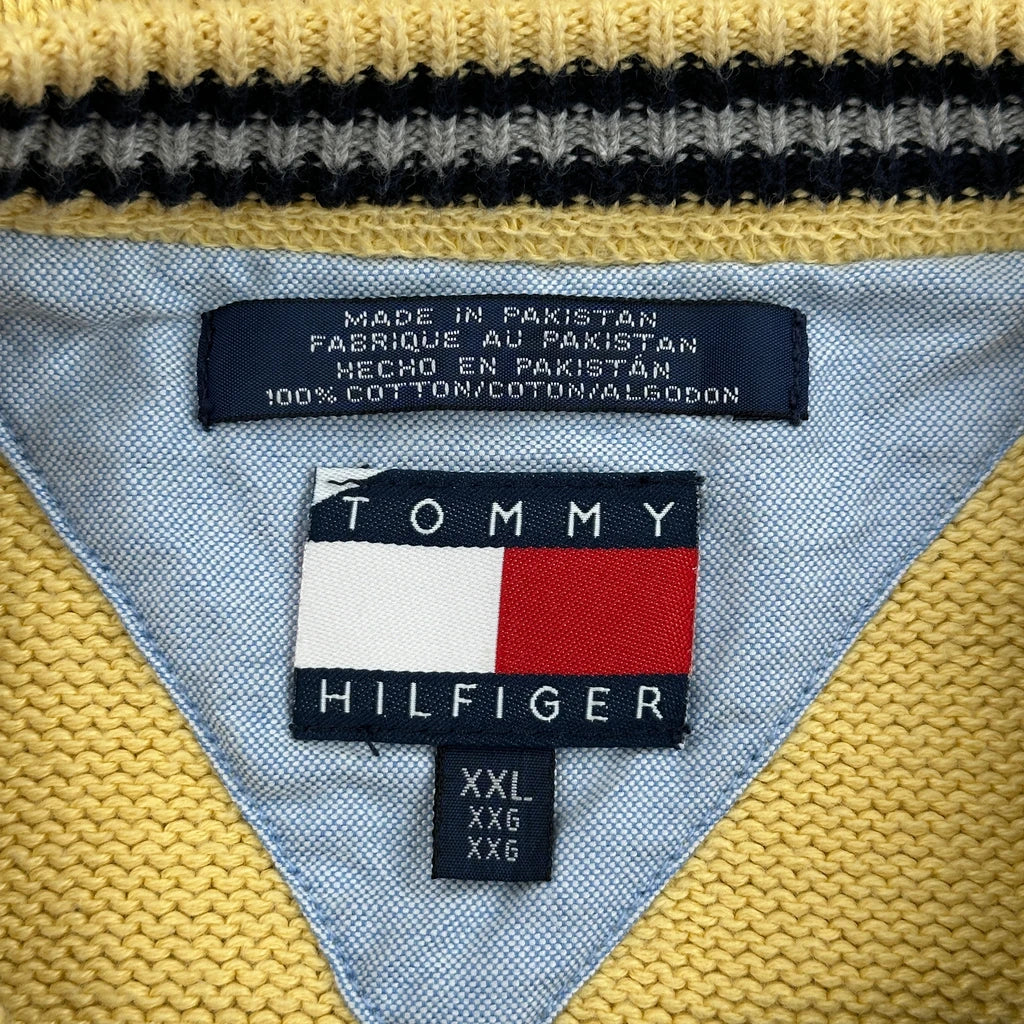 MADE IN PAKISTAN
FABRIQUE AU PAKISTAN
HECHO EN PAKISTÁN
100% COTTON/COTON/ALGODON
TOMMY
HILFIGER
XXL
XXG
XXG